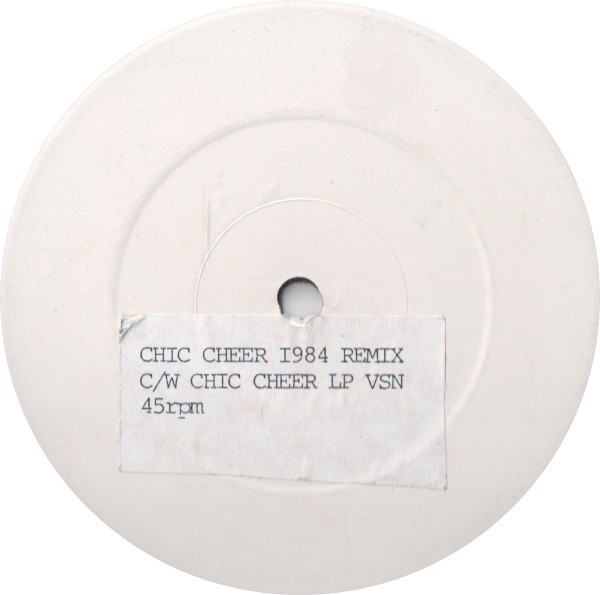 CHIC CHEER I984 REMIX
C/W CHIC CHEER LP VSN
45rpm